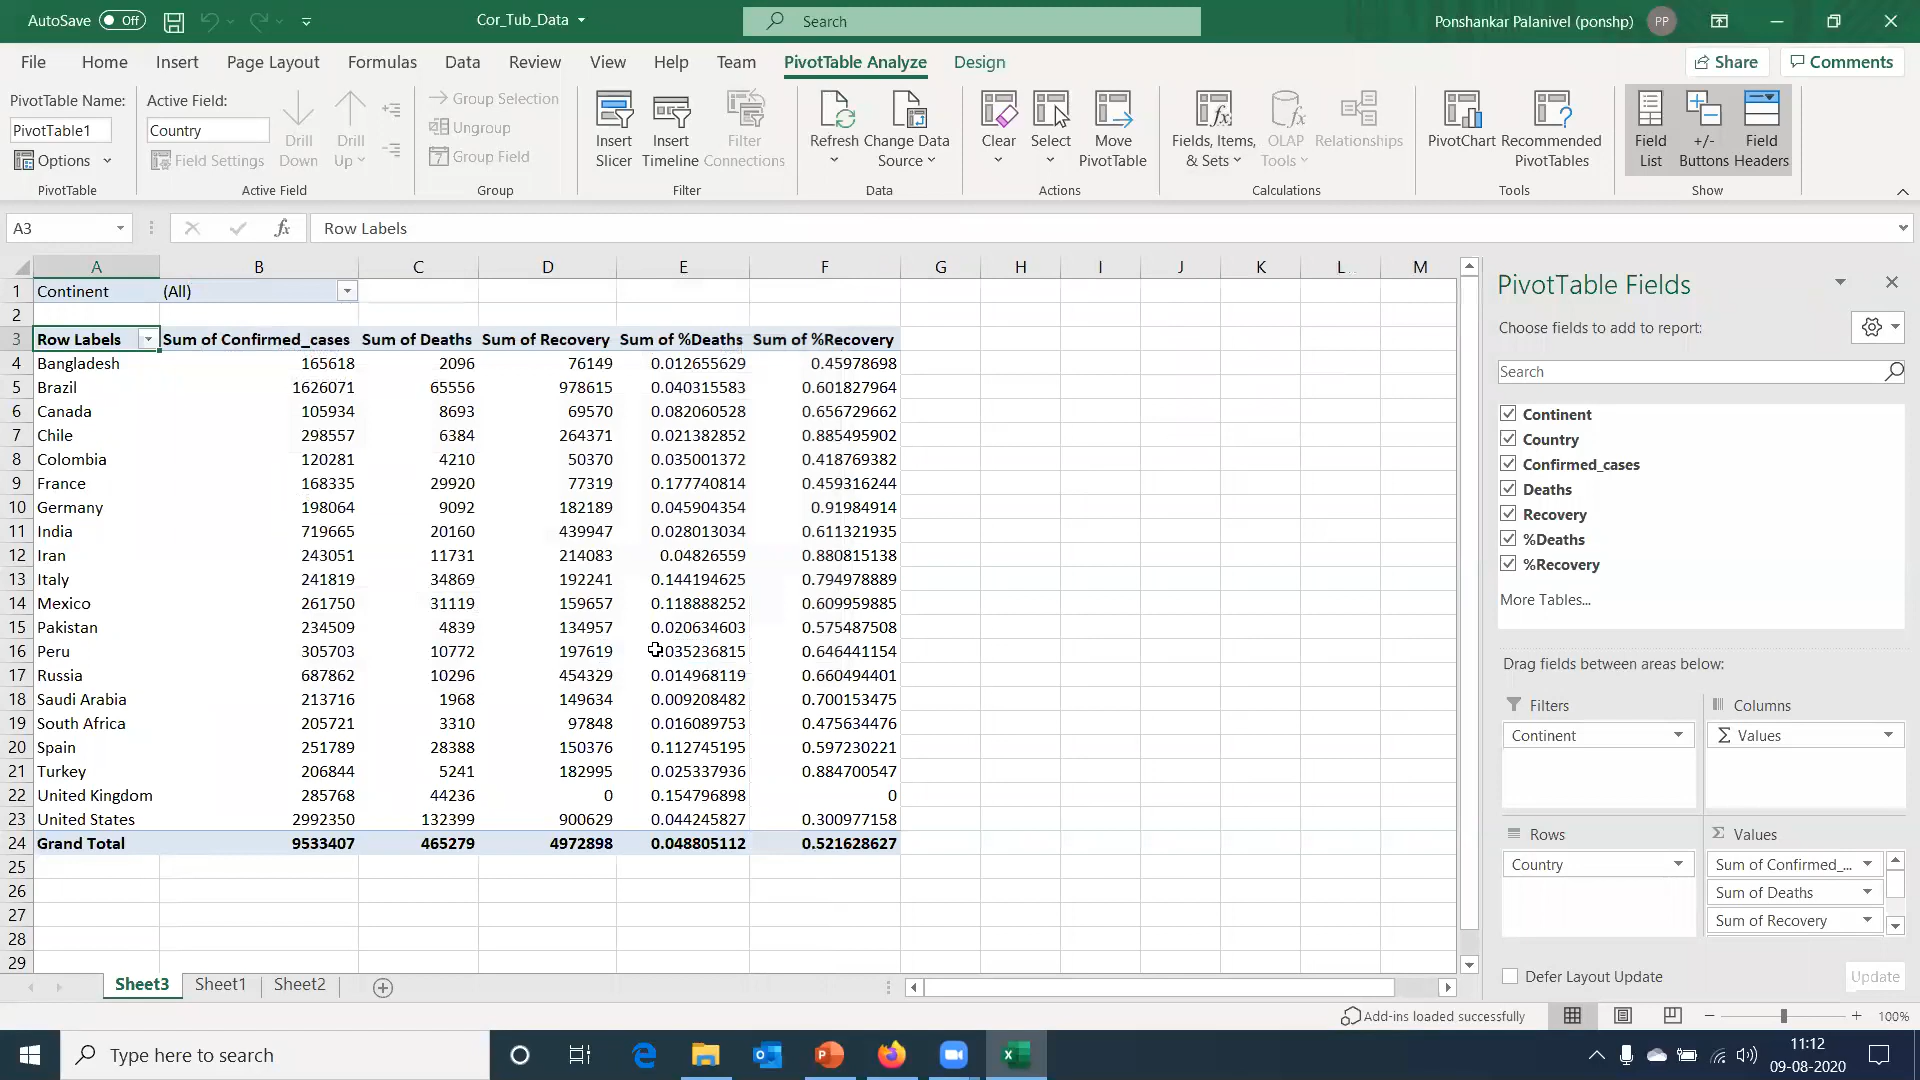 AutoSave Off
Cor_Tub_Data
Search
Ponshankar Palanivel (ponshp) PP
File Home Insert Page Layout Formulas Data Review View Help Team PivotTable Analyze Design Share Comments
PivotTable Name:
PivotTable1
Options
PivotTable
Active Field:
Country
Field Settings
Drill Down
Drill Up
Active Field
Group Selection
Ungroup
Group Field
Group
Insert Slicer
Insert Timeline
Filter Connections
Filter
Refresh
Change Data Source
Data
Clear
Select
Move PivotTable
Actions
Fields, Items, & Sets
OLAP Tools
Relationships
Calculations
PivotChart
Recommended PivotTables
Tools
Field List
+/- Buttons
Field Headers
Show
A3 fx Row Labels
A B C D E F G H I J K L M
1 Continent (All)
2
3 Row Labels Sum of Confirmed_cases Sum of Deaths Sum of Recovery Sum of %Deaths Sum of %Recovery
4 Bangladesh 165618 2096 76149 0.012655629 0.45978698
5 Brazil 1626071 65556 978615 0.040315583 0.601827964
6 Canada 105934 8693 69570 0.082060528 0.656729662
7 Chile 298557 6384 264371 0.021382852 0.885495902
8 Colombia 120281 4210 50370 0.035001372 0.418769382
9 France 168335 29920 77319 0.177740814 0.459316244
10 Germany 198064 9092 182189 0.045904354 0.91984914
11 India 719665 20160 439947 0.028013034 0.611321935
12 Iran 243051 11731 214083 0.04826559 0.880815138
13 Italy 241819 34869 192241 0.144194625 0.794978889
14 Mexico 261750 31119 159657 0.118888252 0.609959885
15 Pakistan 234509 4839 134957 0.020634603 0.575487508
16 Peru 305703 10772 197619 .035236815 0.646441154
17 Russia 687862 10296 454329 0.014968119 0.660494401
18 Saudi Arabia 213716 1968 149634 0.009208482 0.700153475
19 South Africa 205721 3310 97848 0.016089753 0.475634476
20 Spain 251789 28388 150376 0.112745195 0.597230221
21 Turkey 206844 5241 182995 0.025337936 0.884700547
22 United Kingdom 285768 44236 0 0.154796898 0
23 United States 2992350 132399 900629 0.044245827 0.300977158
24 Grand Total 9533407 465279 4972898 0.048805112 0.521628627
25
26
27
28
29
PivotTable Fields
Choose fields to add to report:
Search
Continent
Country
Confirmed_cases
Deaths
Recovery
%Deaths
%Recovery
More Tables...
Drag fields between areas below:
Filters
Continent
Columns
Σ Values
Rows
Country
Σ Values
Sum of Confirmed_...
Sum of Deaths
Sum of Recovery
Defer Layout Update Update
Sheet3 Sheet1 Sheet2
Add-ins loaded successfully
100%
Type here to search
11:12
09-08-2020